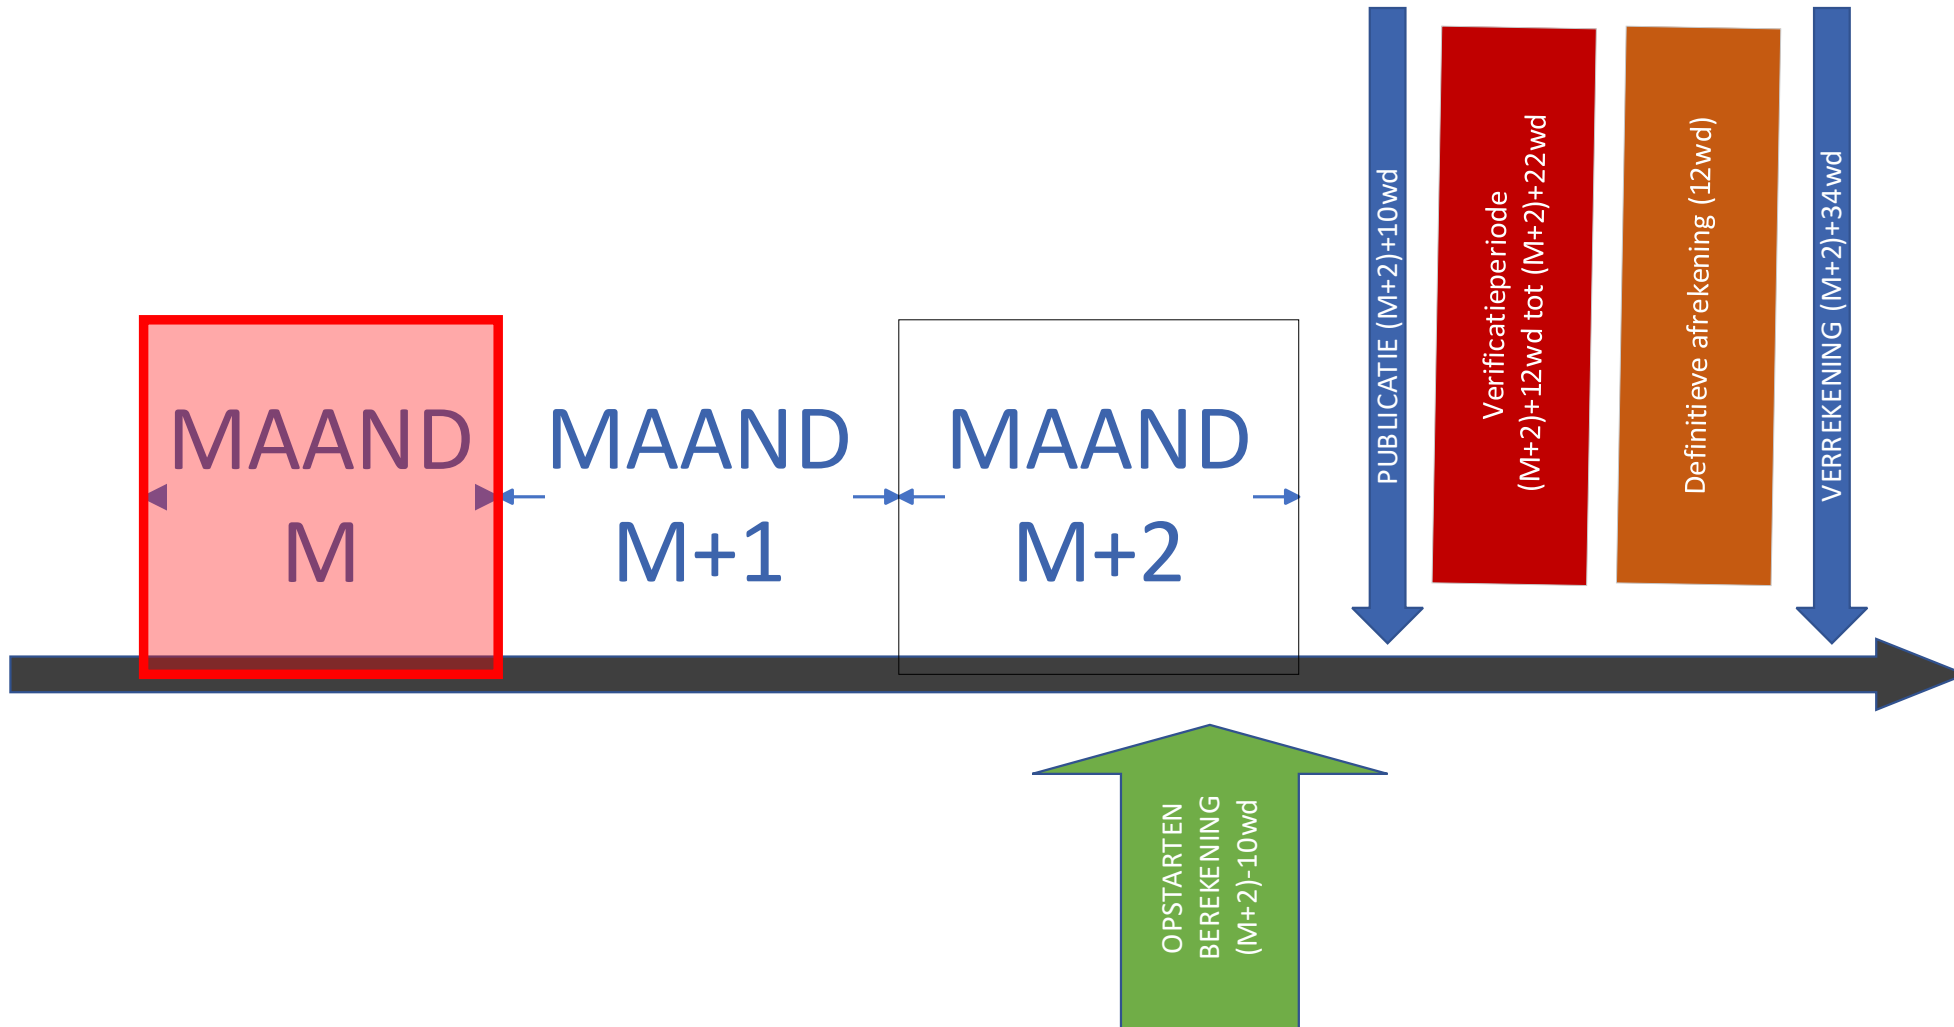 MAAND
M
MAAND
M+1
MAAND
M+2
PUBLICATIE (M+2)+10wd
Verificatieperiode
(M+2)+12wd tot (M+2)+22wd
Definitieve afrekening (12wd)
VERREKENING (M+2)+34wd
OPSTARTEN
BEREKENING
(M+2)-10wd